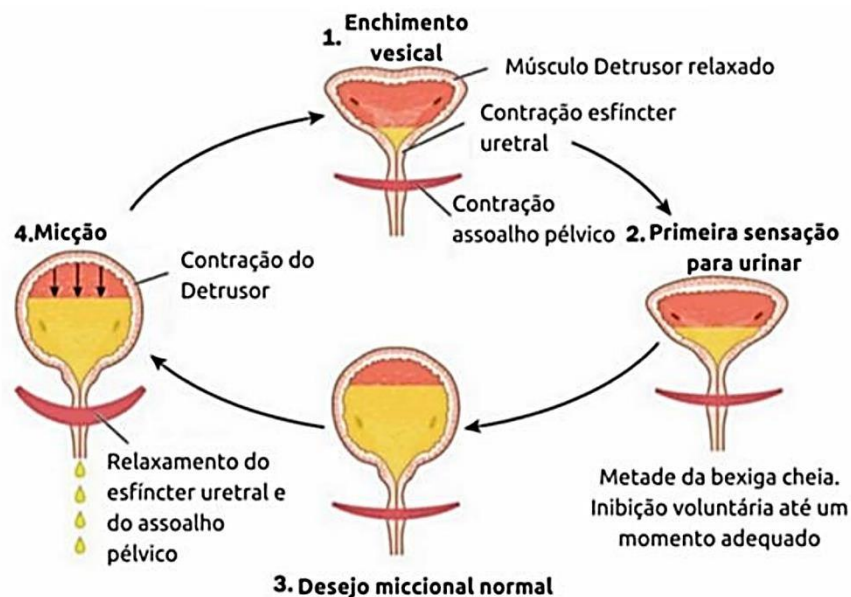 1. Enchimento
vesical
Músculo Detrusor relaxado
Contração esfíncter
uretral
Contração
assoalho pélvico
2. Primeira sensação
para urinar
Metade da bexiga cheia.
Inibição voluntária até um
momento adequado
3. Desejo miccional normal
4.Micção
Contração do
Detrusor
Relaxamento do
esfíncter uretral e
do assoalho
pélvico